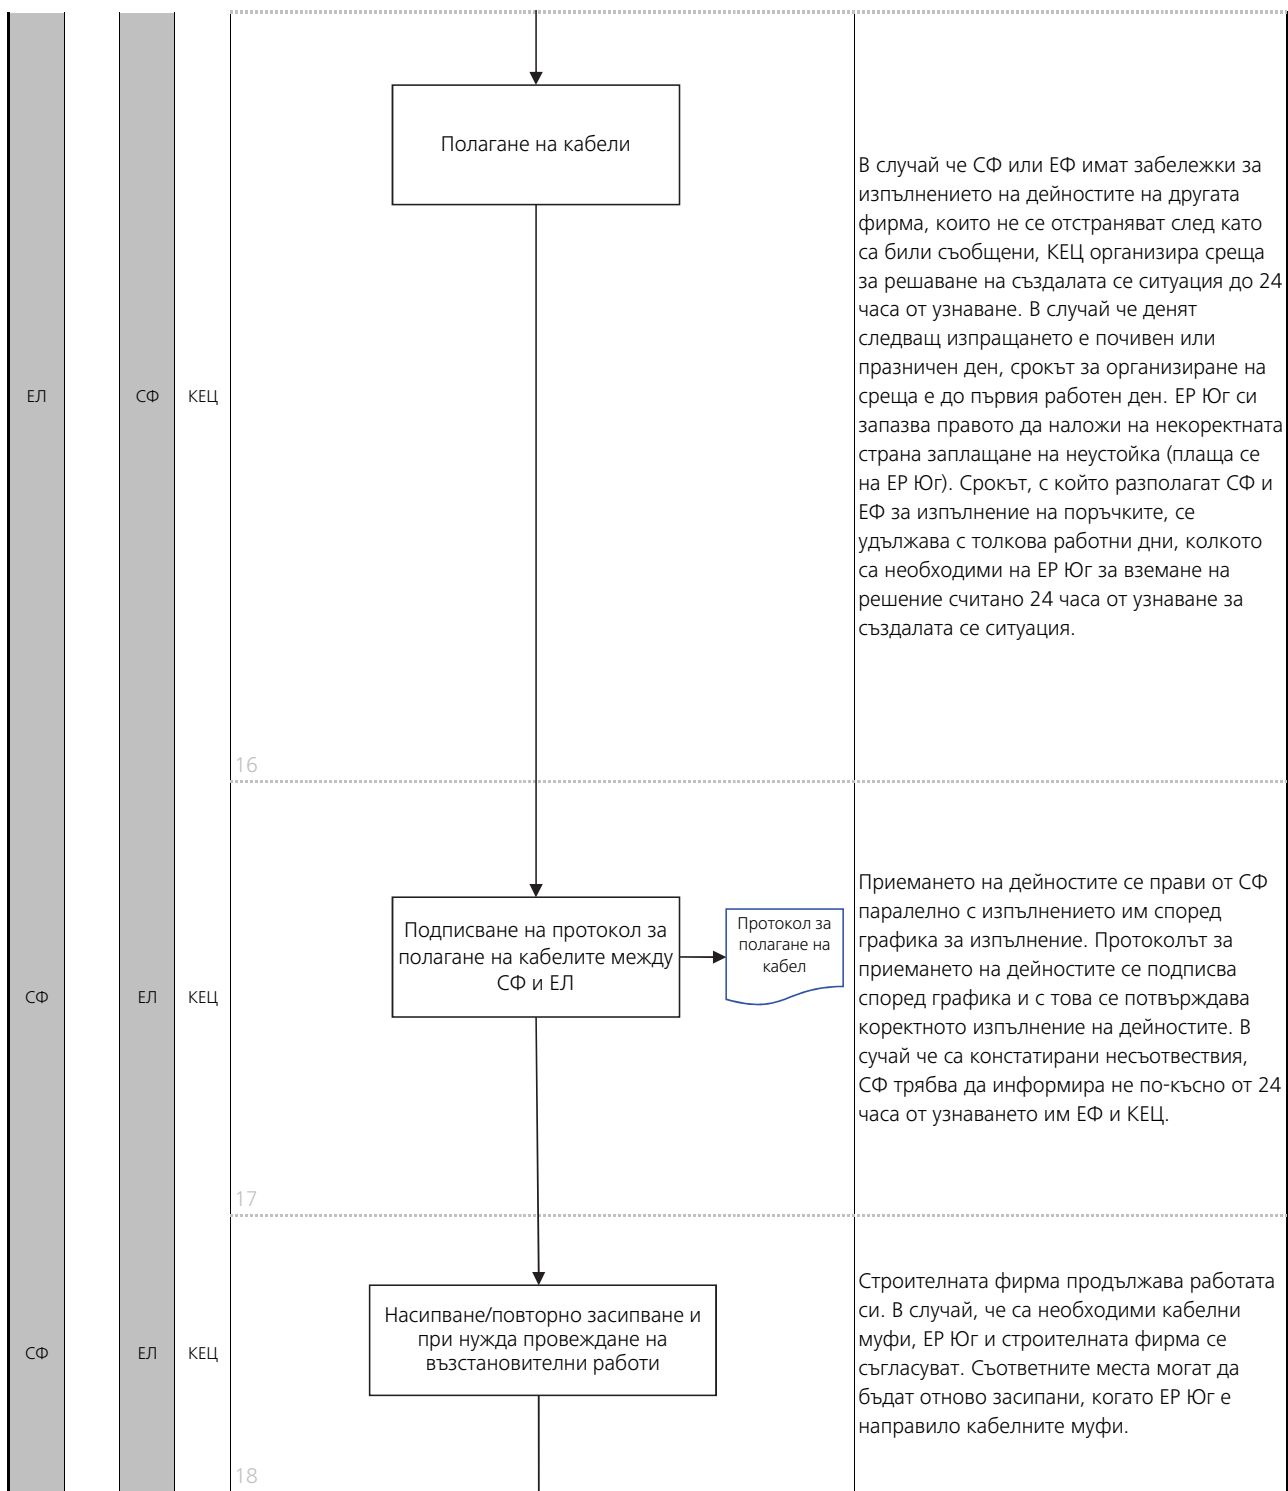 Полагане на кабели
В случай че СФ или ЕФ имат забележки за
изпълнението на дейностите на другата
фирма, които не се отстраняват след като
са били съобщени, КЕЦ организира среща
за решаване на създалата се ситуация до 24
часа от узнаване. В случай че денят
следващ изпращането е почивен или
празничен ден, срокът за организиране на
среща е до първия работен ден. ЕР Юг си
запазва правото да наложи на некоректната
страна заплащане на неустойка (плаща се
на ЕР Юг). Срокът, с който разполагат СФ и
ЕФ за изпълнение на поръчките, се
удължава с толкова работни дни, колкото
са необходими на ЕР Юг за вземане на
решение считано 24 часа от узнаване за
създалата се ситуация.
ЕЛ
СФ
КЕЦ
16
Подписване на протокол за
полагане на кабелите между
СФ и ЕЛ
Протокол за
полагане на
кабел
Приемането на дейностите се прави от СФ
паралелно с изпълнението им според
графика за изпълнение. Протоколът за
приемането на дейностите се подписва
според графика и с това се потвърждава
коректното изпълнение на дейностите. В
сучай че са констатирани несъотвествия,
СФ трябва да информира не по-късно от 24
часа от узнаването им ЕФ и КЕЦ.
СФ
ЕЛ
КЕЦ
17
Насипване/повторно засипване и
при нужда провеждане на
възстановителни работи
Строителната фирма продължава работата
си. В случай, че са необходими кабелни
муфи, ЕР Юг и строителната фирма се
съгласуват. Съответните места могат да
бъдат отново засипани, когато ЕР Юг е
направило кабелните муфи.
СФ
ЕЛ
КЕЦ
18